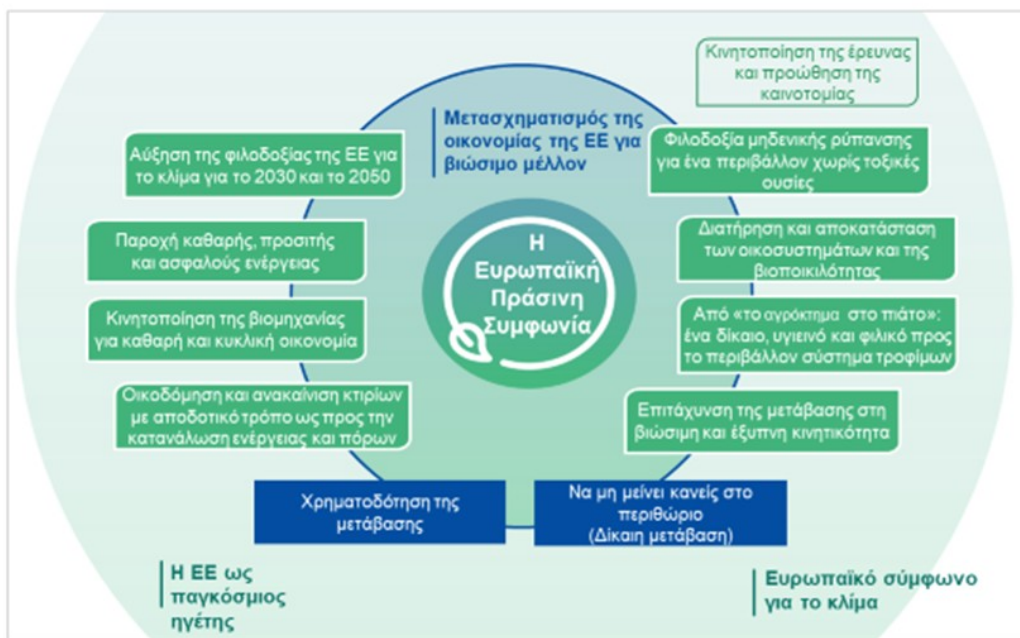 Κινητοποίηση της έρευνας
και προώθηση της
καινοτομίας
Μετασχηματισμός της
οικονομίας της ΕΕ για
βιώσιμο μέλλον
Αύξηση της φιλοδοξίας της ΕΕ για
το κλίμα για το 2030 και το 2050
Φιλοδοξία μηδενικής ρύπανσης
για ένα περιβάλλον χωρίς τοξικές
ουσίες
Παροχή καθαρής, προσιτής
και ασφαλούς ενέργειας
Διατήρηση και αποκατάσταση
των οικοσυστημάτων και της
βιοποικιλότητας
Η
Ευρωπαϊκή
Πράσινη
Συμφωνία
Κινητοποίηση της βιομηχανίας
για καθαρή και κυκλική οικονομία
Από «το αγρόκτημα στο πιάτο»:
ένα δίκαιο, υγιεινό και φιλικό προς
το περιβάλλον σύστημα τροφίμων
Οικοδόμηση και ανακαίνιση κτιρίων
με αποδοτικό τρόπο ως προς την
κατανάλωση ενέργειας και πόρων
Επιτάχυνση της μετάβασης στη
βιώσιμη και έξυπνη κινητικότητα
Χρηματοδότηση της
μετάβασης
Να μη μείνει κανείς στο
περιθώριο
(Δίκαιη μετάβαση)
Η ΕΕ ως
παγκόσμιος
ηγέτης
Ευρωπαϊκό σύμφωνο
για το κλίμα